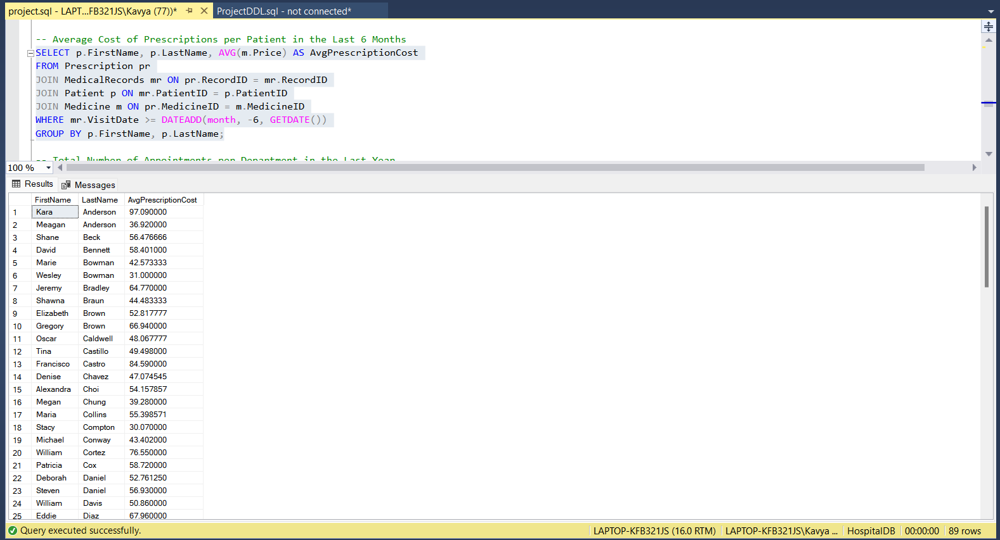 project.sql - LAPT...FB321JS\Kavya (77))* ProjectDDL.sql - not connected*
-- Average Cost of Prescriptions per Patient in the Last 6 Months
SELECT p.FirstName, p.LastName, AVG(m.Price) AS AvgPrescriptionCost
FROM Prescription pr
JOIN MedicalRecords mr ON pr.RecordID = mr.RecordID
JOIN Patient p ON mr.PatientID = p.PatientID
JOIN Medicine m ON pr.MedicineID = m.MedicineID
WHERE mr.VisitDate >= DATEADD(month, -6, GETDATE())
GROUP BY p.FirstName, p.LastName;
-- Total Number of Appointments per Department in the Last Year
100 %
Results Messages
FirstName LastName AvgPrescriptionCost
1 Kara Anderson 97.090000
2 Meagan Anderson 36.920000
3 Shane Beck 56.476666
4 David Bennett 58.401000
5 Marie Bowman 42.573333
6 Wesley Bowman 31.000000
7 Jeremy Bradley 64.770000
8 Shawna Braun 44.483333
9 Elizabeth Brown 52.817777
10 Gregory Brown 66.940000
11 Oscar Caldwell 48.067777
12 Tina Castillo 49.498000
13 Francisco Castro 84.590000
14 Denise Chavez 47.074545
15 Alexandra Choi 54.157857
16 Megan Chung 39.280000
17 Maria Collins 55.398571
18 Stacy Compton 30.070000
19 Michael Conway 43.402000
20 William Cortez 76.550000
21 Patricia Cox 58.720000
22 Deborah Daniel 52.761250
23 Steven Daniel 56.930000
24 William Davis 50.860000
25 Eddie Diaz 67.960000
Query executed successfully. LAPTOP-KFB321JS (16.0 RTM) LAPTOP-KFB321JS\Kavya ... HospitalDB 00:00:00 89 rows